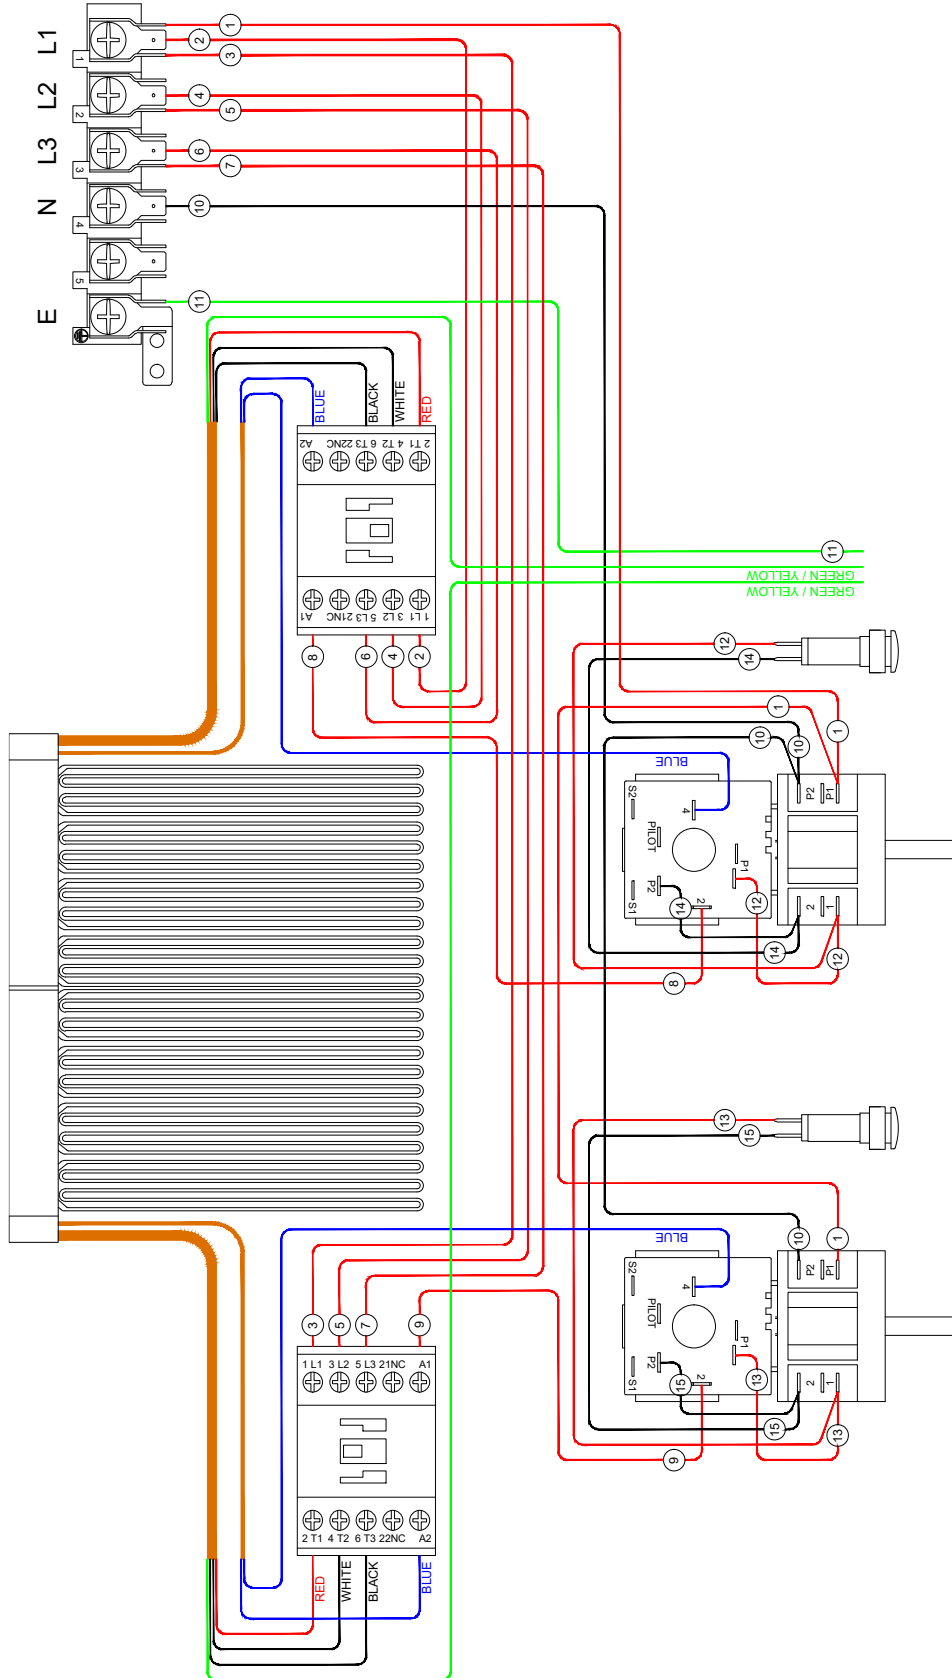 L1
L2
L3
N
E
1
2
3
4
5
1
2
3
4
5
6
7
10
11
BLUE
BLACK
WHITE
RED
A2
22NC
6 T3
4 T2
2 T1
A1
21NC
5 L3
3 L2
1 L1
8
6
4
2
11
GREEN / YELLOW
GREEN / YELLOW
12
14
1
10
10
1
BLUE
S2
4
PILOT
P1
P2
S1
2
P2
P1
2
1
12
14
14
12
8
13
15
10
1
BLUE
S2
4
PILOT
P1
P2
S1
2
P2
P1
2
1
13
15
15
13
9
3
5
7
9
1 L1
3 L2
5 L3
21NC
A1
2 T1
4 T2
6 T3
22NC
A2
RED
WHITE
BLACK
BLUE